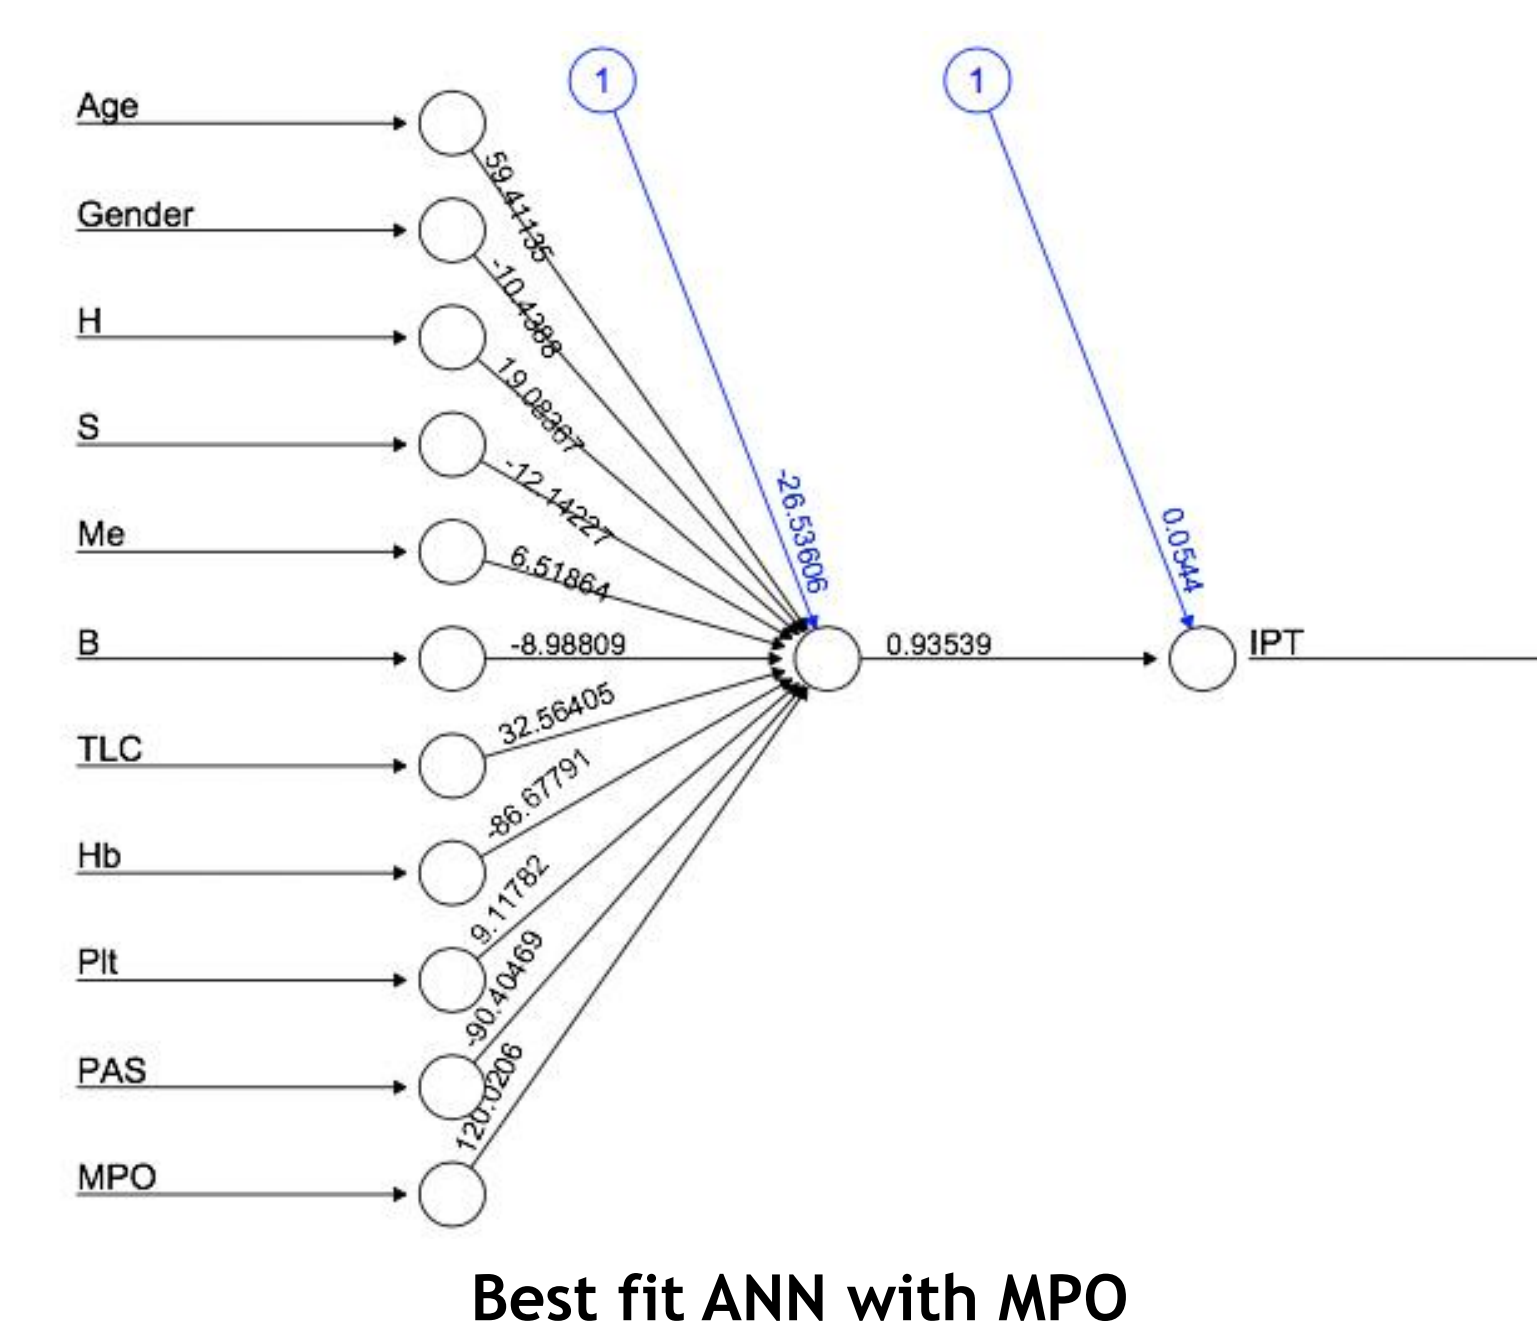 1
1
Age
59.41135
Gender
-10.4388
H
19.08367
S
-12.14227
Me
6.51864
-26.53606
0.0544
B
-8.98809
0.93539
IPT
TLC
32.56405
Hb
-86.67791
Plt
9.11782
PAS
-90.40469
MPO
120.0206
Best fit ANN with MPO